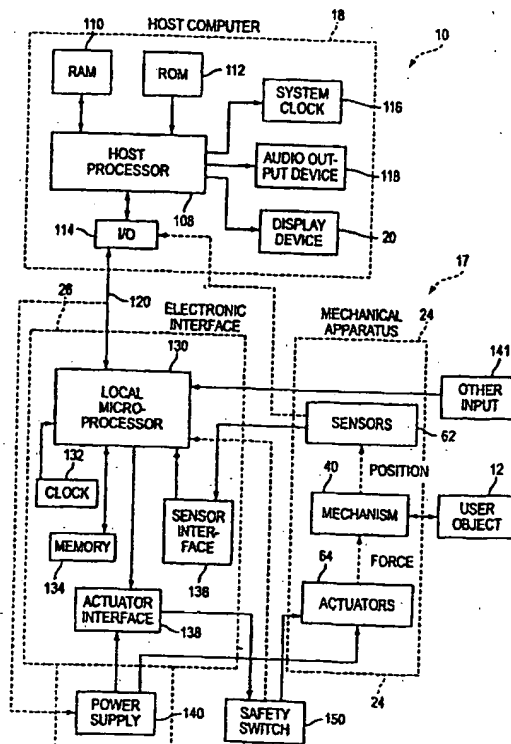 HOST COMPUTER
18
10
110
RAM
ROM
112
SYSTEM
CLOCK
116
HOST
PROCESSOR
AUDIO OUT-
PUT DEVICE
118
108
114
I/O
DISPLAY
DEVICE
20
17
26
120
ELECTRONIC
INTERFACE
MECHANICAL
APPARATUS
24
130
141
LOCAL
MICRO-
PROCESSOR
OTHER
INPUT
SENSORS
62
132
CLOCK
POSITION
40
12
SENSOR
INTER-
FACE
MECHANISM
USER
OBJECT
MEMORY
134
136
FORCE
64
ACTUATOR
INTERFACE
138
ACTUATORS
POWER
SUPPLY
140
SAFETY
SWITCH
150
24